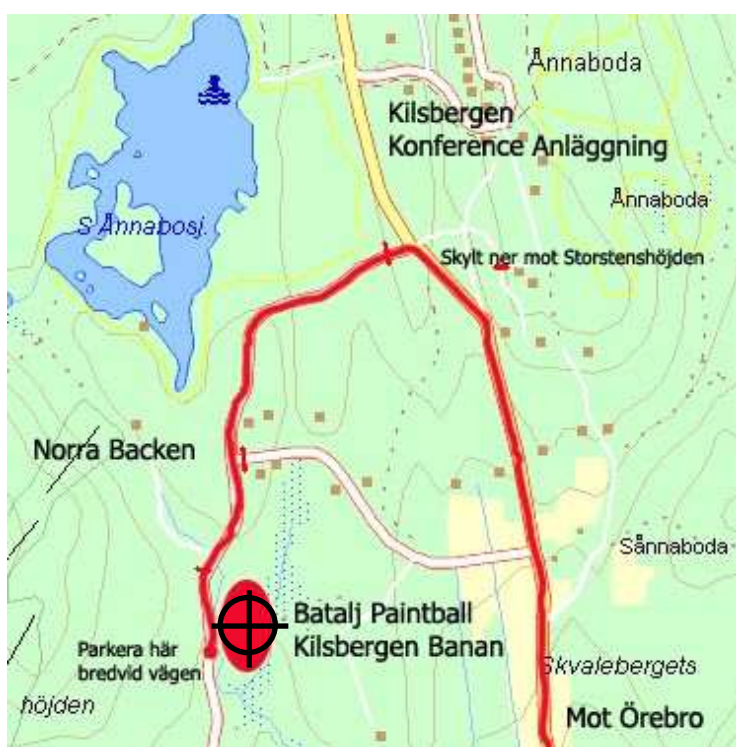 Ånnaboda
Kilsbergen
Konference Anläggning
Ånnaboda
S Ånnabosj.
Skylt ner mot Storstenshöjden
Norra Backen
Sånnaboda
Batalj Paintball
Kilsbergen Banan
Parkera här
bredvid vägen
Skvalebergets
höjden
Mot Örebro